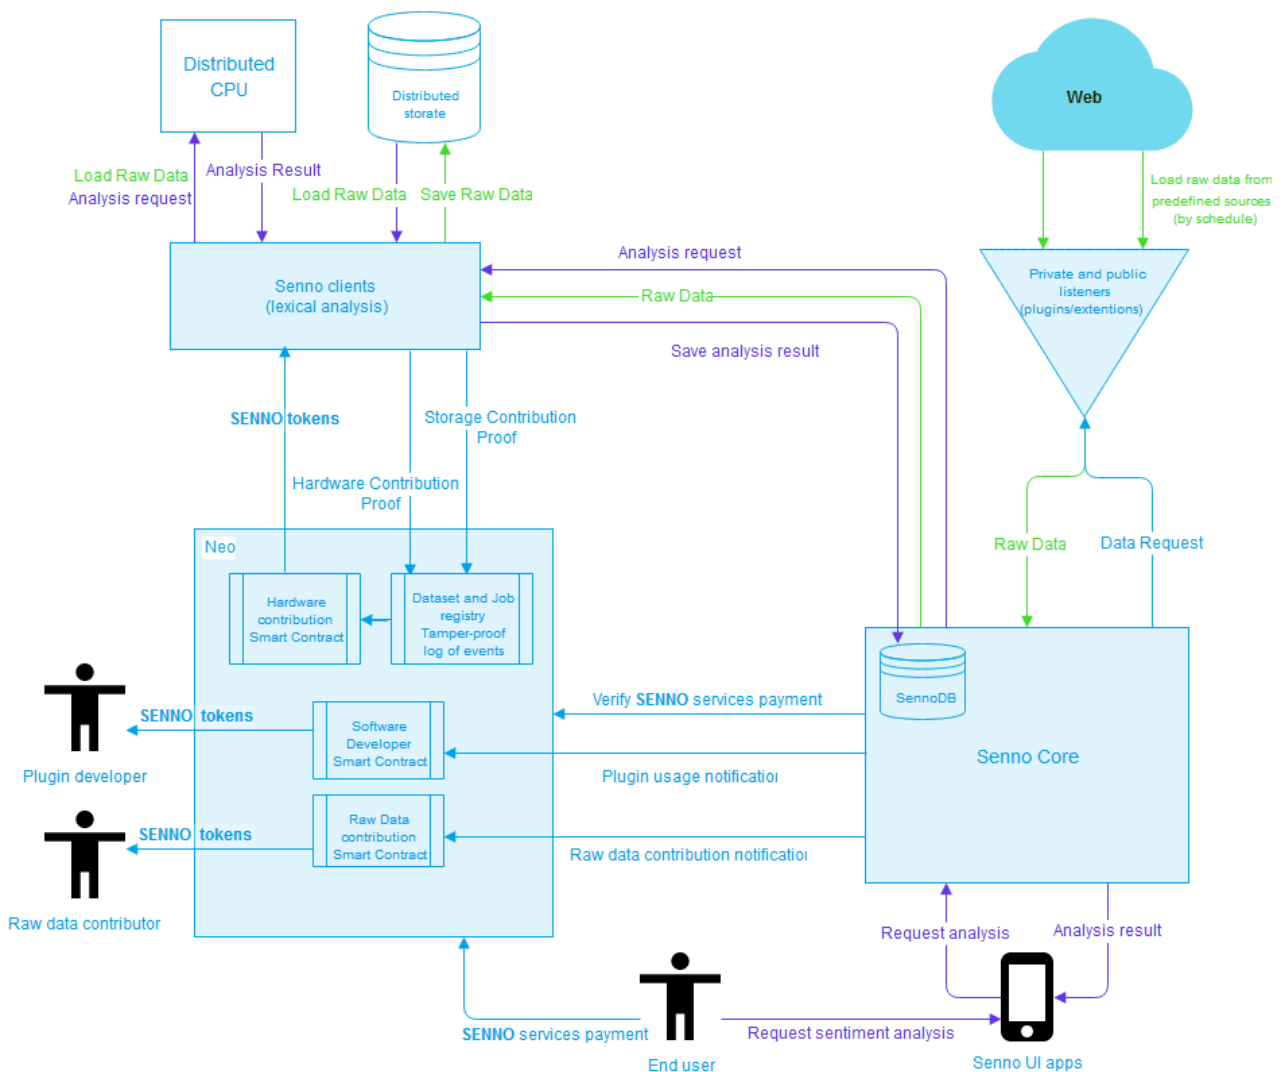 Distributed
CPU
Distributed
storate
Web
Load Raw Data
Analysis request
Analysis Result
Load Raw Data
Save Raw Data
Load raw data from
predefined sources
(by schedule)
Senno clients
(lexical analysis)
Analysis request
Raw Data
Save analysis result
Private and public
listeners
(plugins/extentions)
SENNO tokens
Storage Contribution
Proof
Hardware Contribution
Proof
Raw Data
Data Request
Neo
Hardware
contribution
Smart Contract
Dataset and Job
registry
Tamper-proof
log of events
SennoDB
Senno Core
Verify SENNO services payment
SENNO tokens
Software
Developer
Smart Contract
Plugin usage notification
Plugin developer
SENNO tokens
Raw Data
contribution
Smart Contract
Raw data contribution notification
Raw data contributor
Request analysis
Analysis result
SENNO services payment
Request sentiment analysis
End user
Senno UI apps